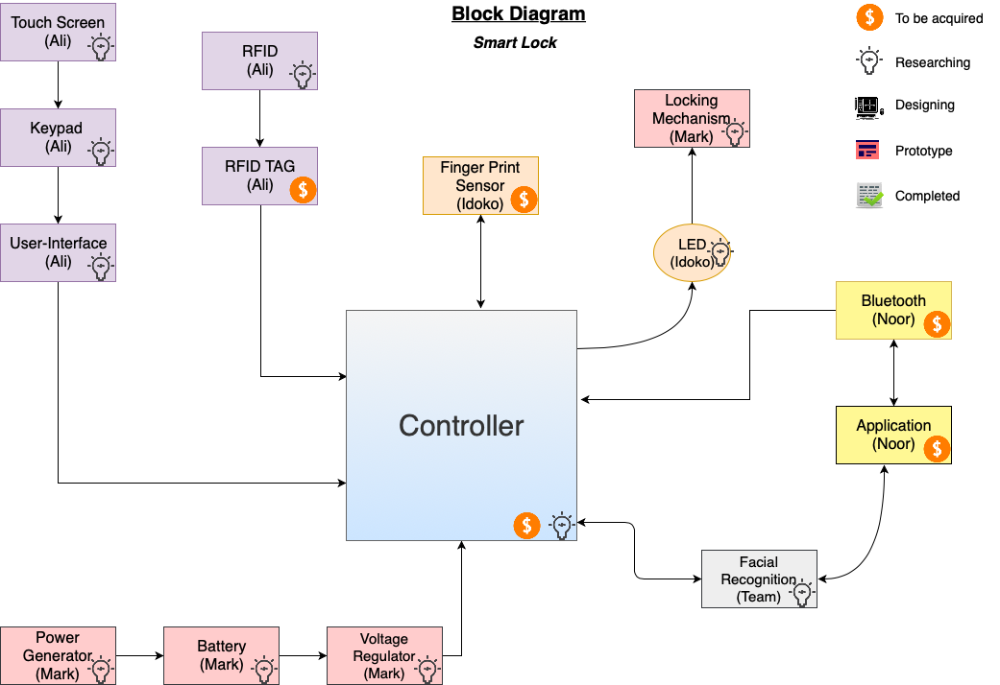 Block Diagram
Smart Lock
To be acquired
Researching
Designing
Prototype
Completed
Touch Screen
(Ali)
Keypad
(Ali)
User-Interface
(Ali)
RFID
(Ali)
RFID TAG
(Ali)
$
Finger Print
Sensor
(Idoko)
$
Locking
Mechanism
(Mark)
LED
(Idoko)
$
Bluetooth
(Noor)
$
Application
(Noor)
$
Controller
$
Facial
Recognition
(Team)
Power
Generator
(Mark)
Battery
(Mark)
Voltage
Regulator
(Mark)